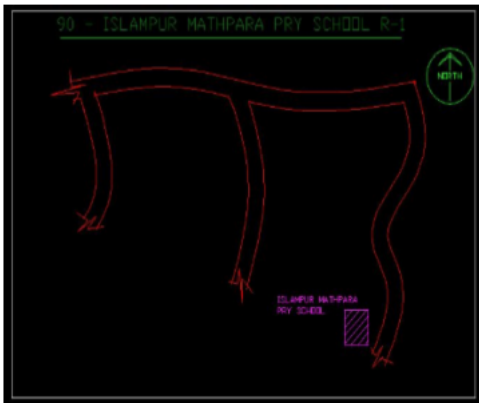 90 - ISLAMPUR MATHPARA PRY SCHOOL R-1
NORTH
ISLAMPUR MATHPARA
PRY SCHOOL